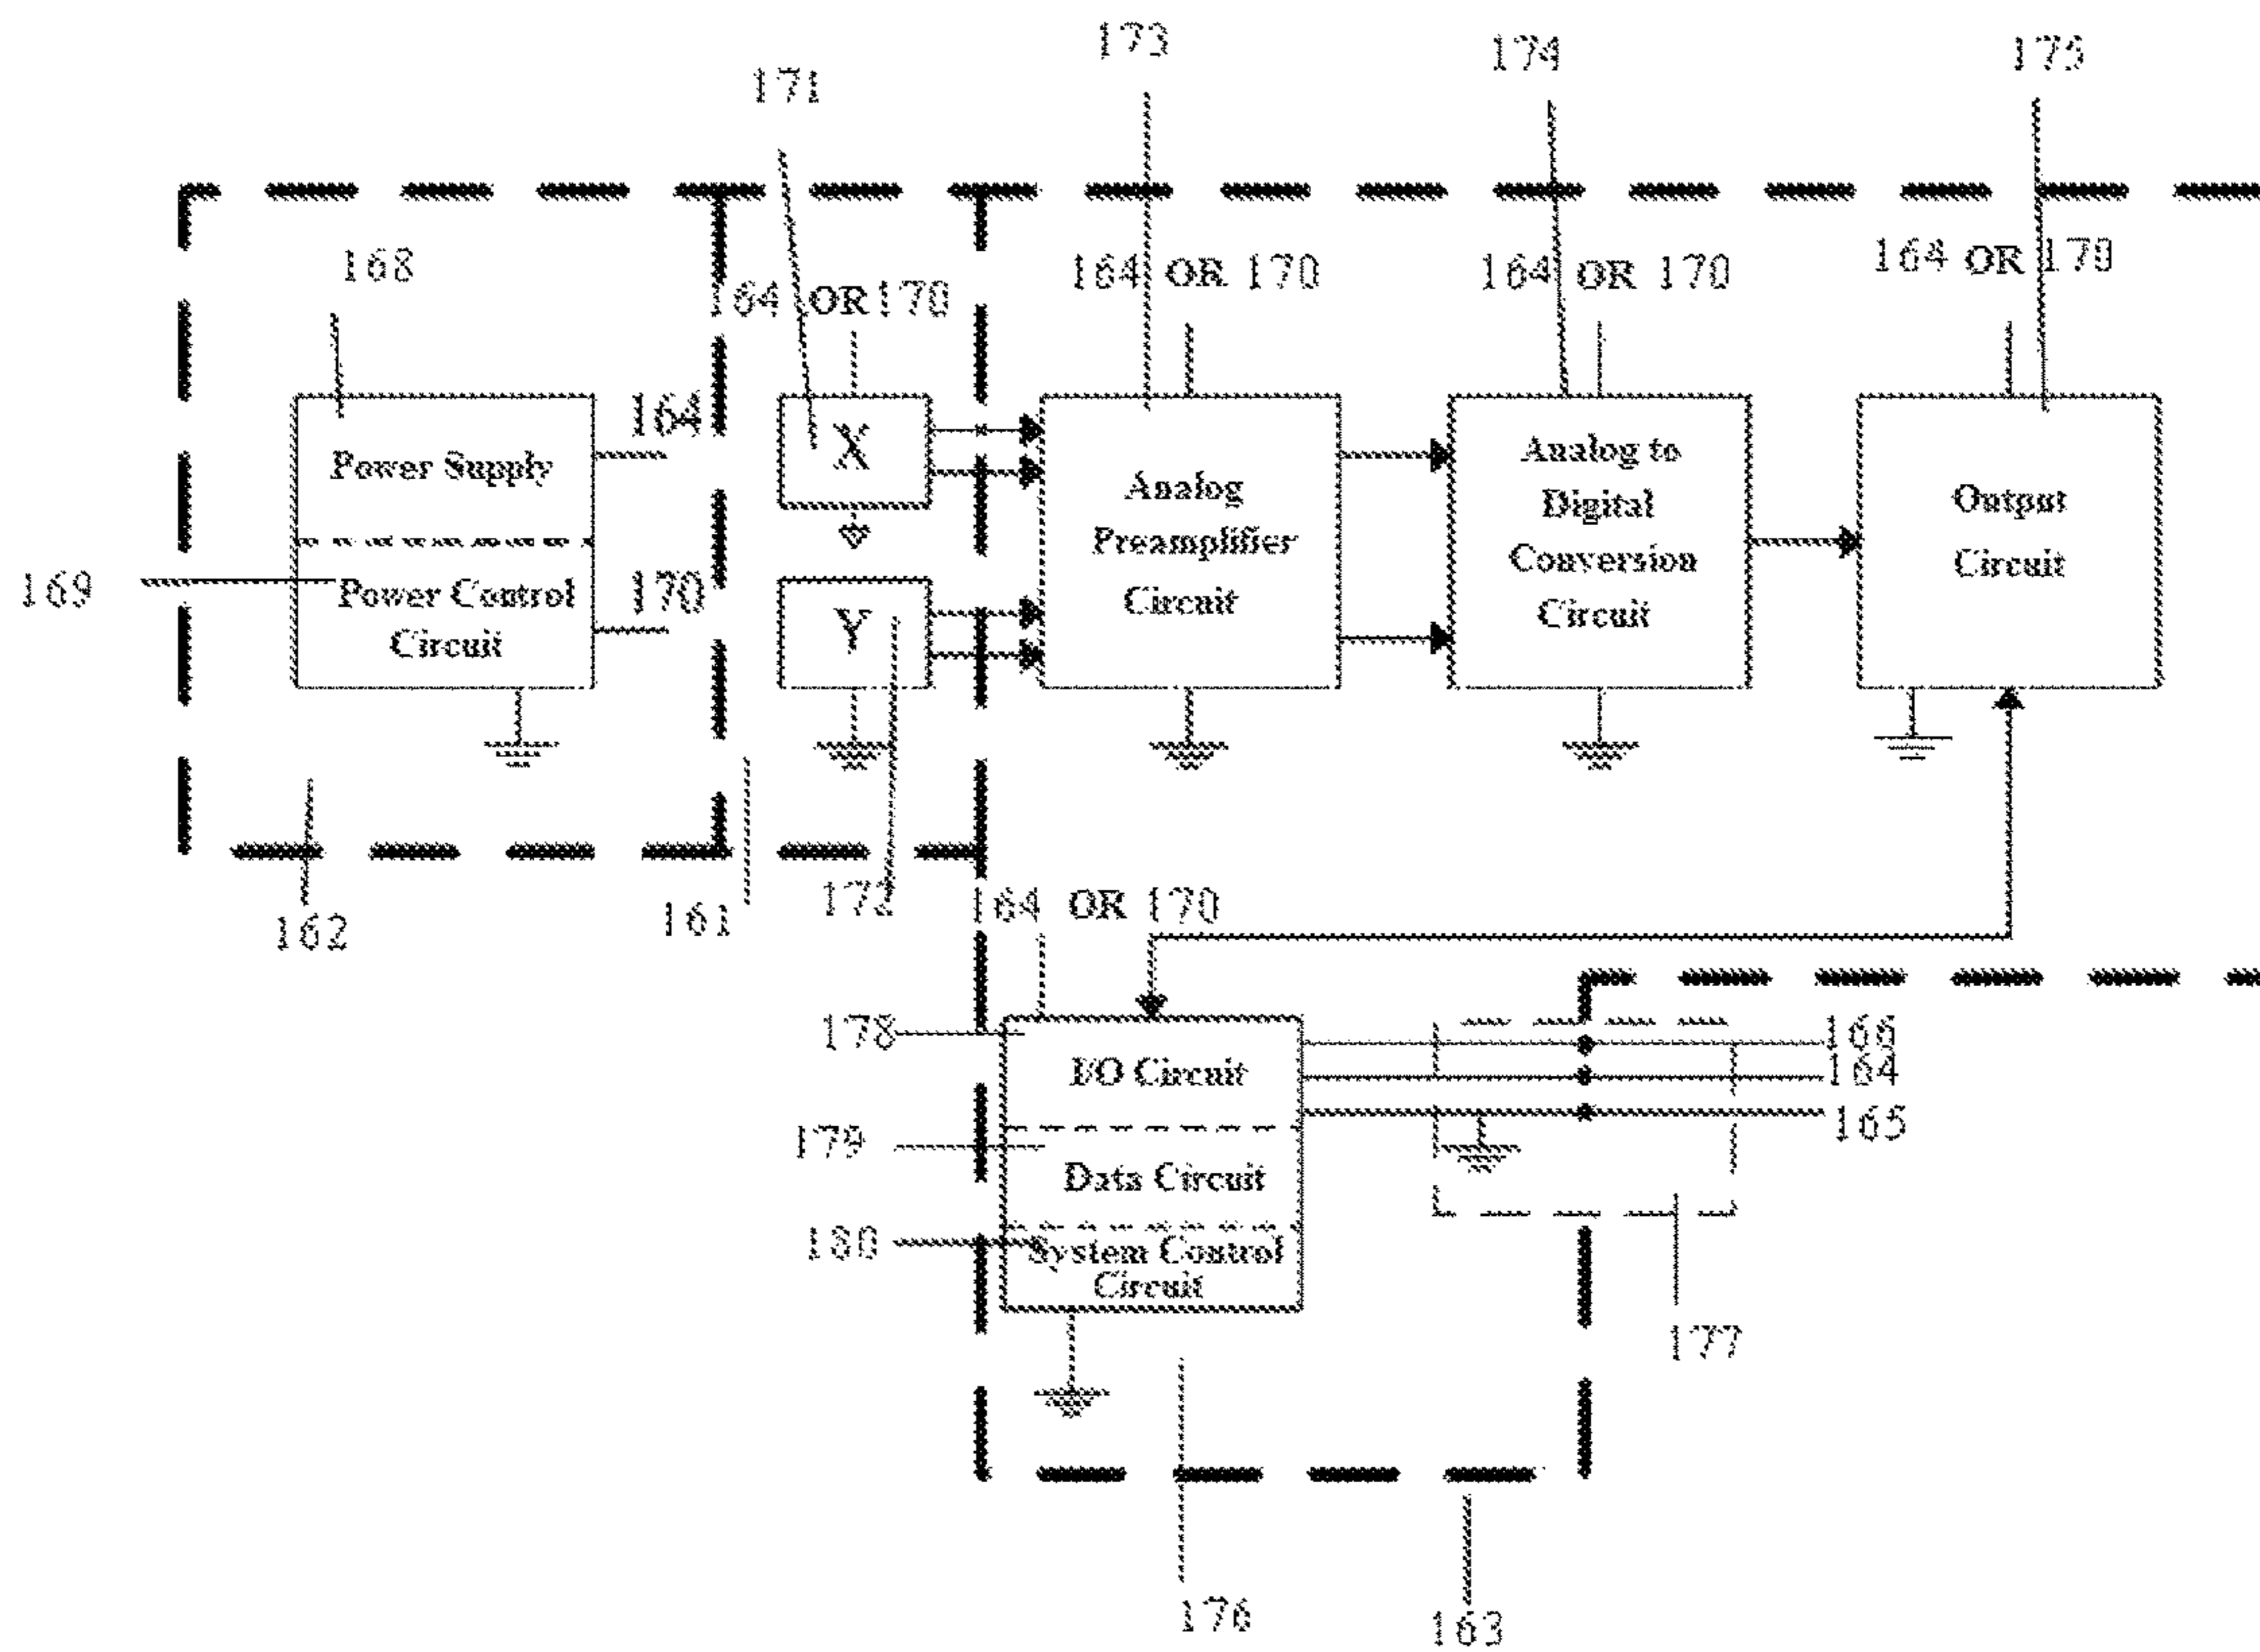 173
174
175
171
168
164 OR 170
164 OR 170
164 OR 170
164 OR 170
164
X
Power Supply
Analog
Preamplifier
Circuit
Analog to
Digital
Conversion
Circuit
Output
Circuit
169
Power Control
Circuit
170
Y
162
161
172
164 OR 170
178
I/O Circuit
166
164
165
179
Data Circuit
180
System Control
Circuit
177
176
163